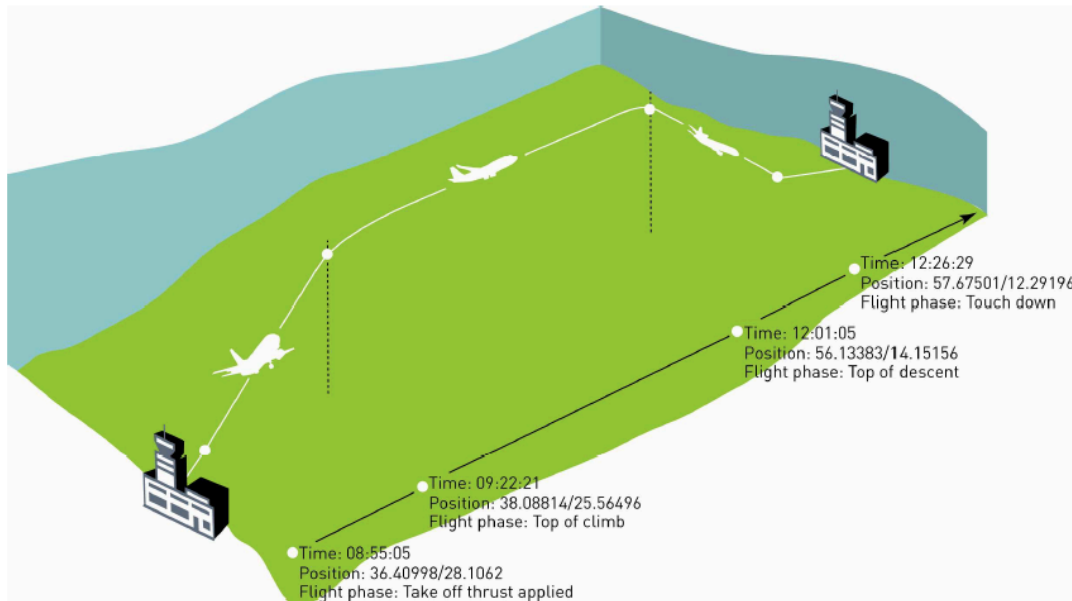 Time: 12:26:29
Position: 57.67501/12.29196
Flight phase: Touch down
Time: 12:01:05
Position: 56.13383/14.15156
Flight phase: Top of descent
Time: 09:22:21
Position: 38.08814/25.56496
Flight phase: Top of climb
Time: 08:55:05
Position: 36.40998/28.1062
Flight phase: Take off thrust applied